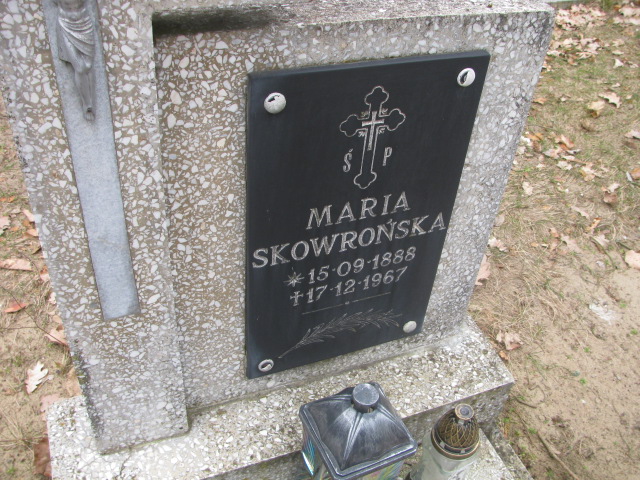 Ś P
MARIA
SKOWROŃSKA
* 15·09·1888
† 17·12·1967